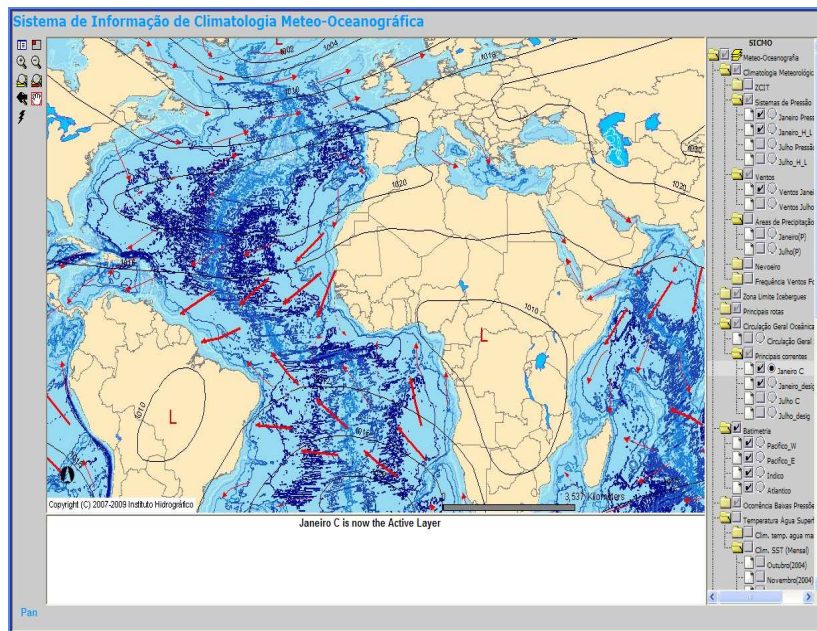 Sistema de Informação de Climatologia Meteo-Oceanográfica
SICMO
Meteo-Oceanografia
Climatologia Meteorológic
ZCIT
Sistemas de Pressão
Janeiro Press
Janeiro_H_L
Julho Pressão
Julho_H_L
Ventos
Ventos Janei
Ventos Julho
Areas de Precipitação
Janeiro(P)
Julho(P)
Nevoeiro
Frequência Ventos Fo
Zona Limite Icebergues
Principais rotas
Circulação Geral Oceânica
Circulação Geral
Principais correntes
Janeiro C
Janeiro_desig
Julho C
Julho_desig
Batimetria
Pacifico_W
Pacifico_E
Indico
Atlantico
Ocorrência Baixas Pressõe
Temperatura Água Superf
Clim. temp. agua ma
Clim. SST (Mensal)
Outubro(2004)
Novembro(2004)
L
1002
1004
1010
1016
1020
1020
1020
1010
L
1010
L
1016
3,537 Kilometers
Copyright (C) 2007-2009 Instituto Hidrográfico
Janeiro C is now the Active Layer
Pan